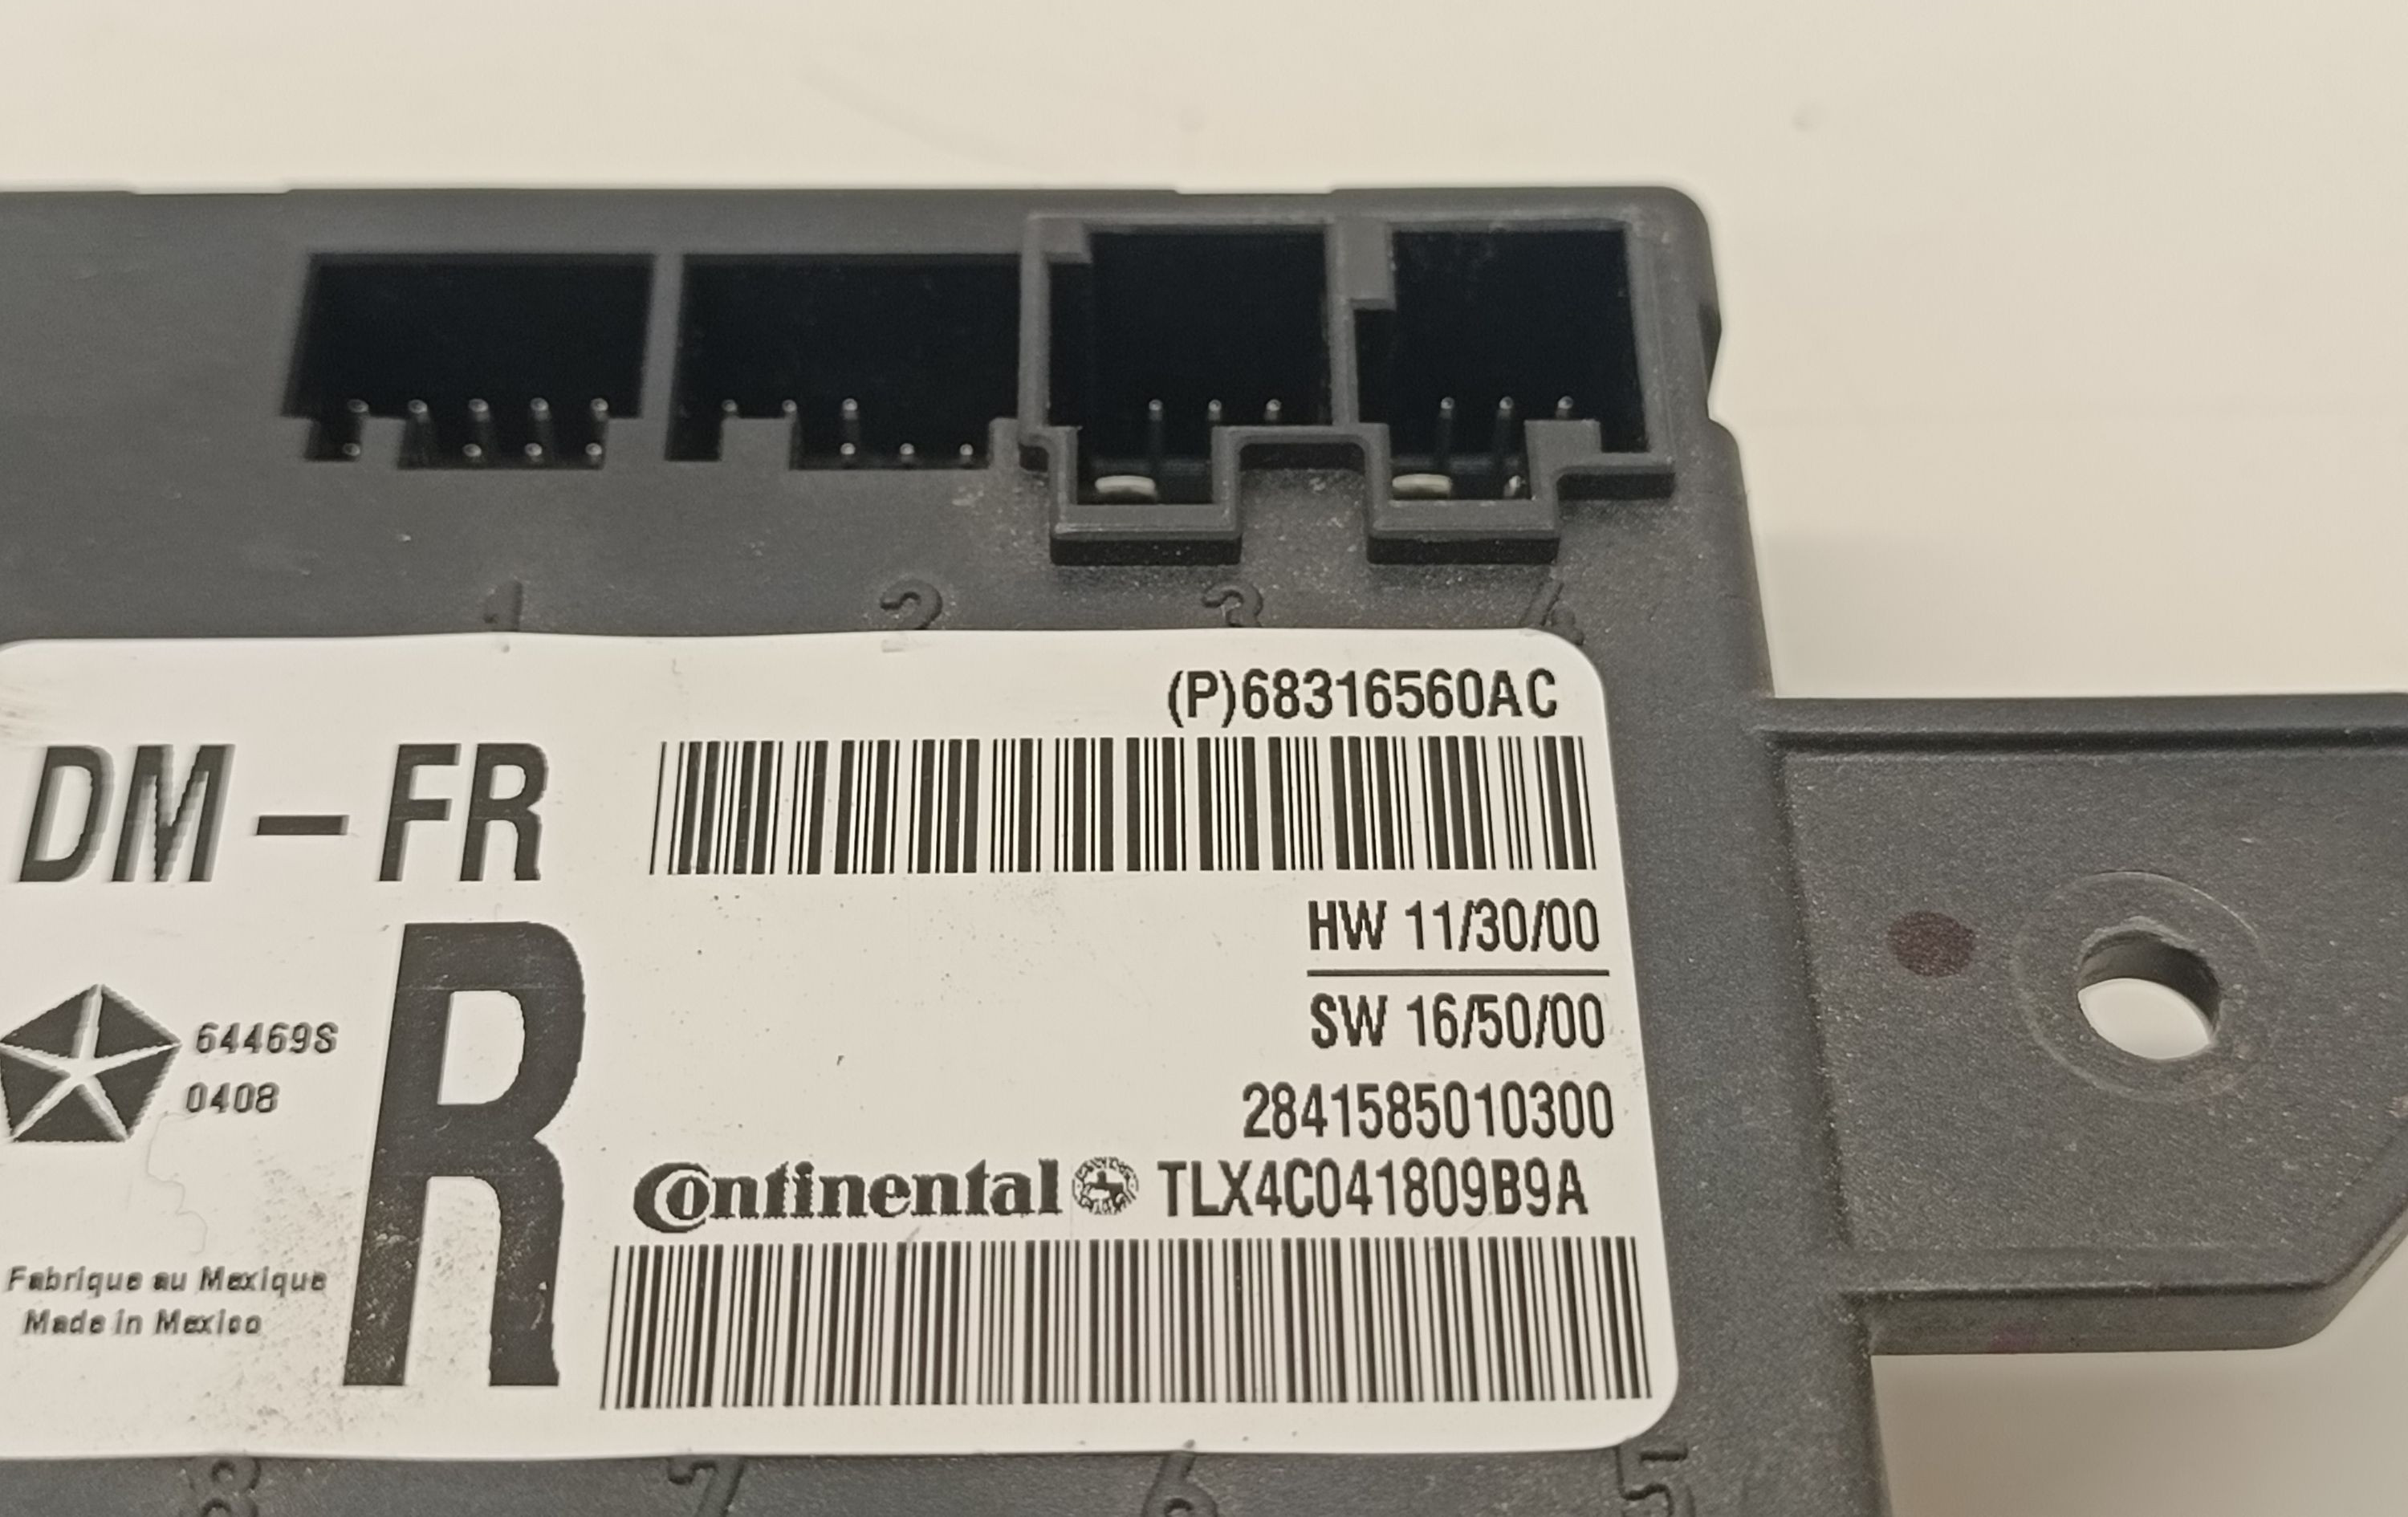 1 2 3 4
(P)68316560AC
DM-FR
HW 11/30/00
SW 16/50/00
64469S
0408
R
2841585010300
Continental TLX4C041809B9A
Fabrique au Mexique
Made in Mexico
8 7 6 5